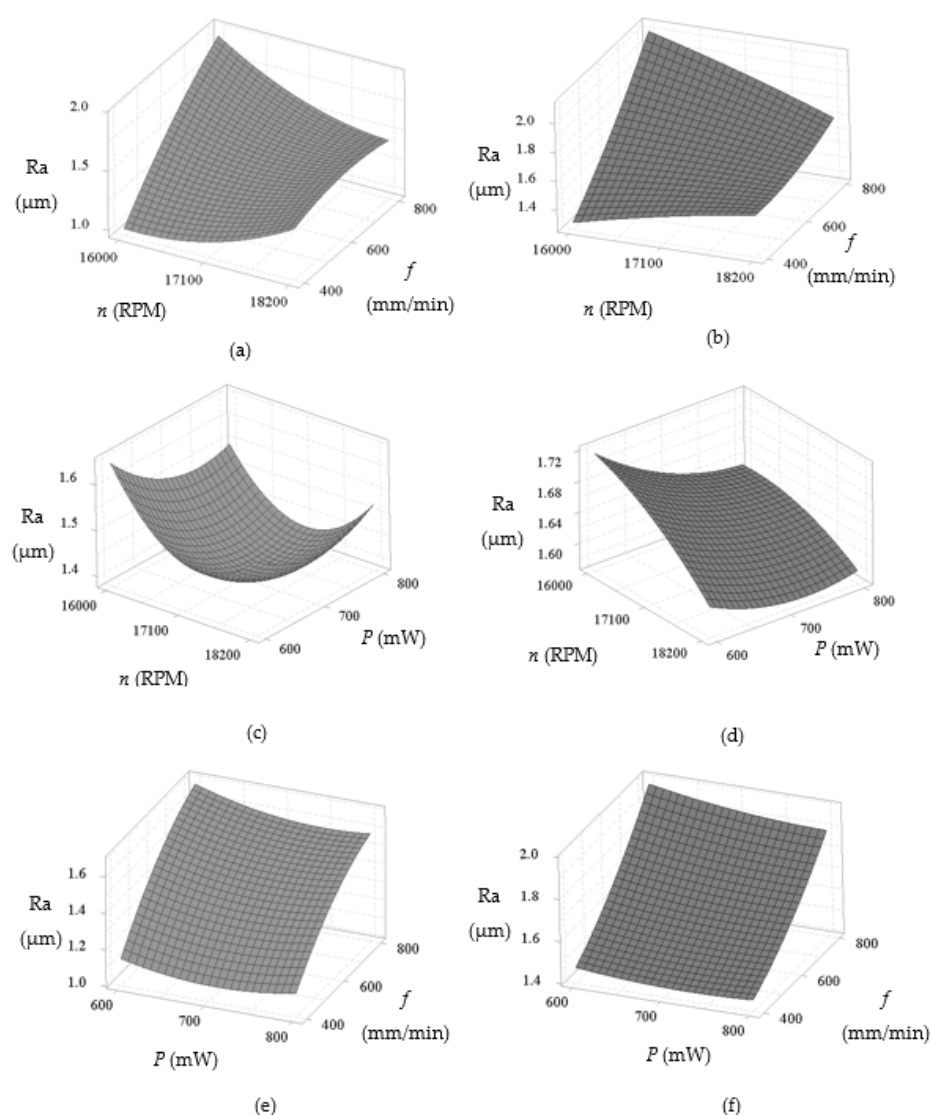 2.0
Ra
1.5
(µm)
1.0
16000
17100
18200
400
600
800
n (RPM)
f
(mm/min)
(a)
2.0
Ra
1.8
(µm)
1.6
1.4
16000
17100
18200
400
600
800
n (RPM)
f
(mm/min)
(b)
1.6
Ra
1.5
(µm)
1.4
16000
17100
18200
600
700
800
n (RPM)
P (mW)
(c)
1.72
Ra
1.68
(µm)
1.64
1.60
16000
17100
18200
600
700
800
n (RPM)
P (mW)
(d)
1.6
Ra
1.4
(µm)
1.2
1.0
600
700
800
400
600
800
P (mW)
f
(mm/min)
(e)
2.0
Ra
1.8
(µm)
1.6
1.4
600
700
800
400
600
800
P (mW)
f
(mm/min)
(f)